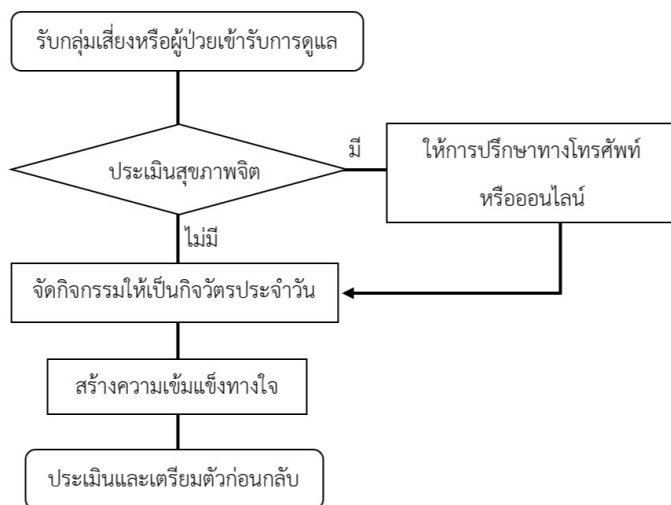 รับกลุ่มเสี่ยงหรือผู้ป่วยเข้ารับการดูแล
ประเมินสุขภาพจิต
มี
ให้การปรึกษาทางโทรศัพท์
หรือออนไลน์
ไม่มี
จัดกิจกรรมให้เป็นกิจวัตรประจำวัน
สร้างความเข้มแข็งทางใจ
ประเมินและเตรียมตัวก่อนกลับ